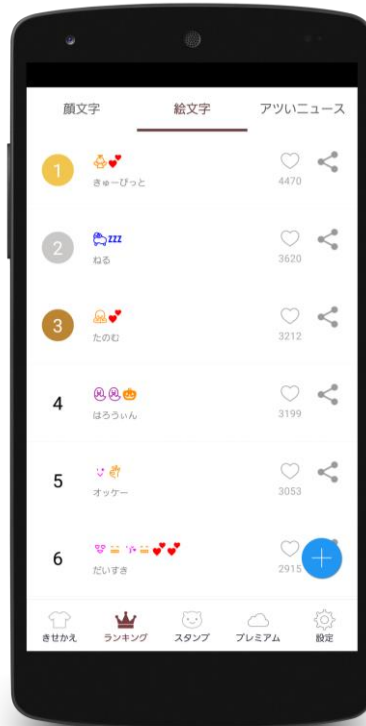 顔文字 絵文字 アツいニュース
1
きゅーぴっと
4470
2
zzz
ねる
3620
3
たのむ
3212
4
はろうぃん
3199
5
オッケー
3053
6
だいすき
2915
きせかえ ランキング スタンプ プレミアム 設定